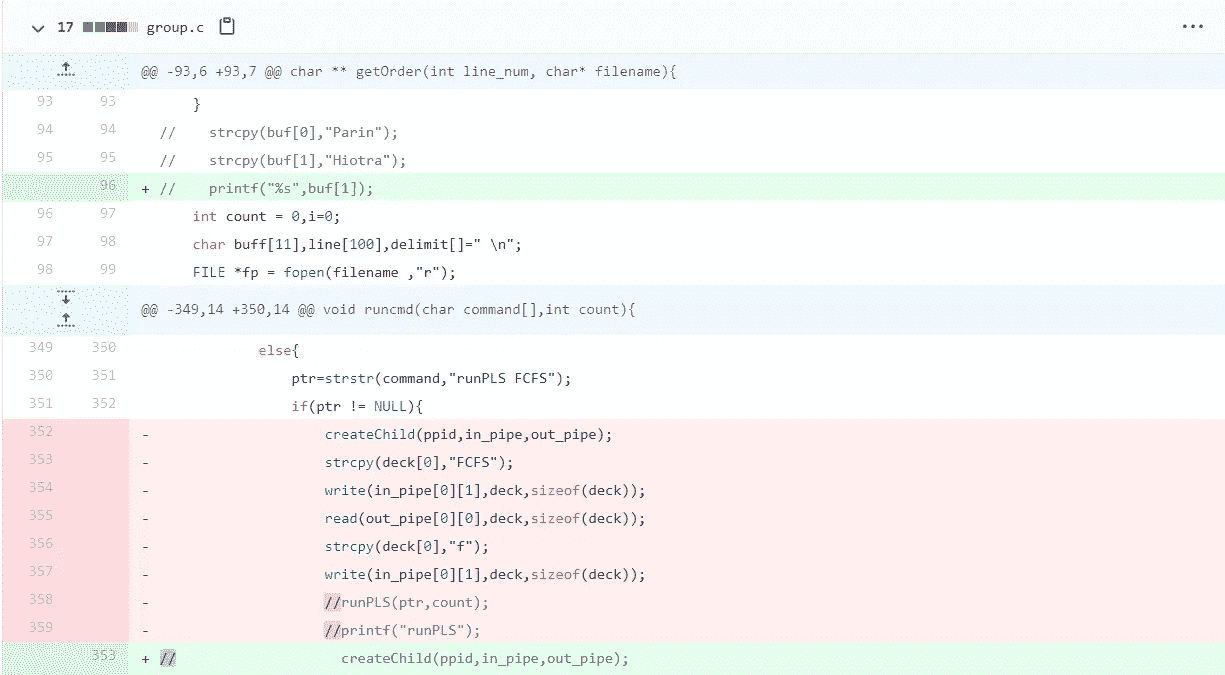 17 group.c
@@ -93,6 +93,7 @@ char ** getOrder(int line_num, char* filename){
93 93 }
94 94 // strcpy(buf[0],"Parin");
95 95 // strcpy(buf[1],"Hiotra");
96 + // printf("%s",buf[1]);
96 97 int count = 0,i=0;
97 98 char buff[11],line[100],delimit[]=" \n";
98 99 FILE *fp = fopen(filename ,"r");
@@ -349,14 +350,14 @@ void runcmd(char command[],int count){
349 350 else{
350 351 ptr=strstr(command,"runPLS FCFS");
351 352 if(ptr != NULL){
352 - createChild(ppid,in_pipe,out_pipe);
353 - strcpy(deck[0],"FCFS");
354 - write(in_pipe[0][1],deck,sizeof(deck));
355 - read(out_pipe[0][0],deck,sizeof(deck));
356 - strcpy(deck[0],"f");
357 - write(in_pipe[0][1],deck,sizeof(deck));
358 - //runPLS(ptr,count);
359 - //printf("runPLS");
353 + // createChild(ppid,in_pipe,out_pipe);